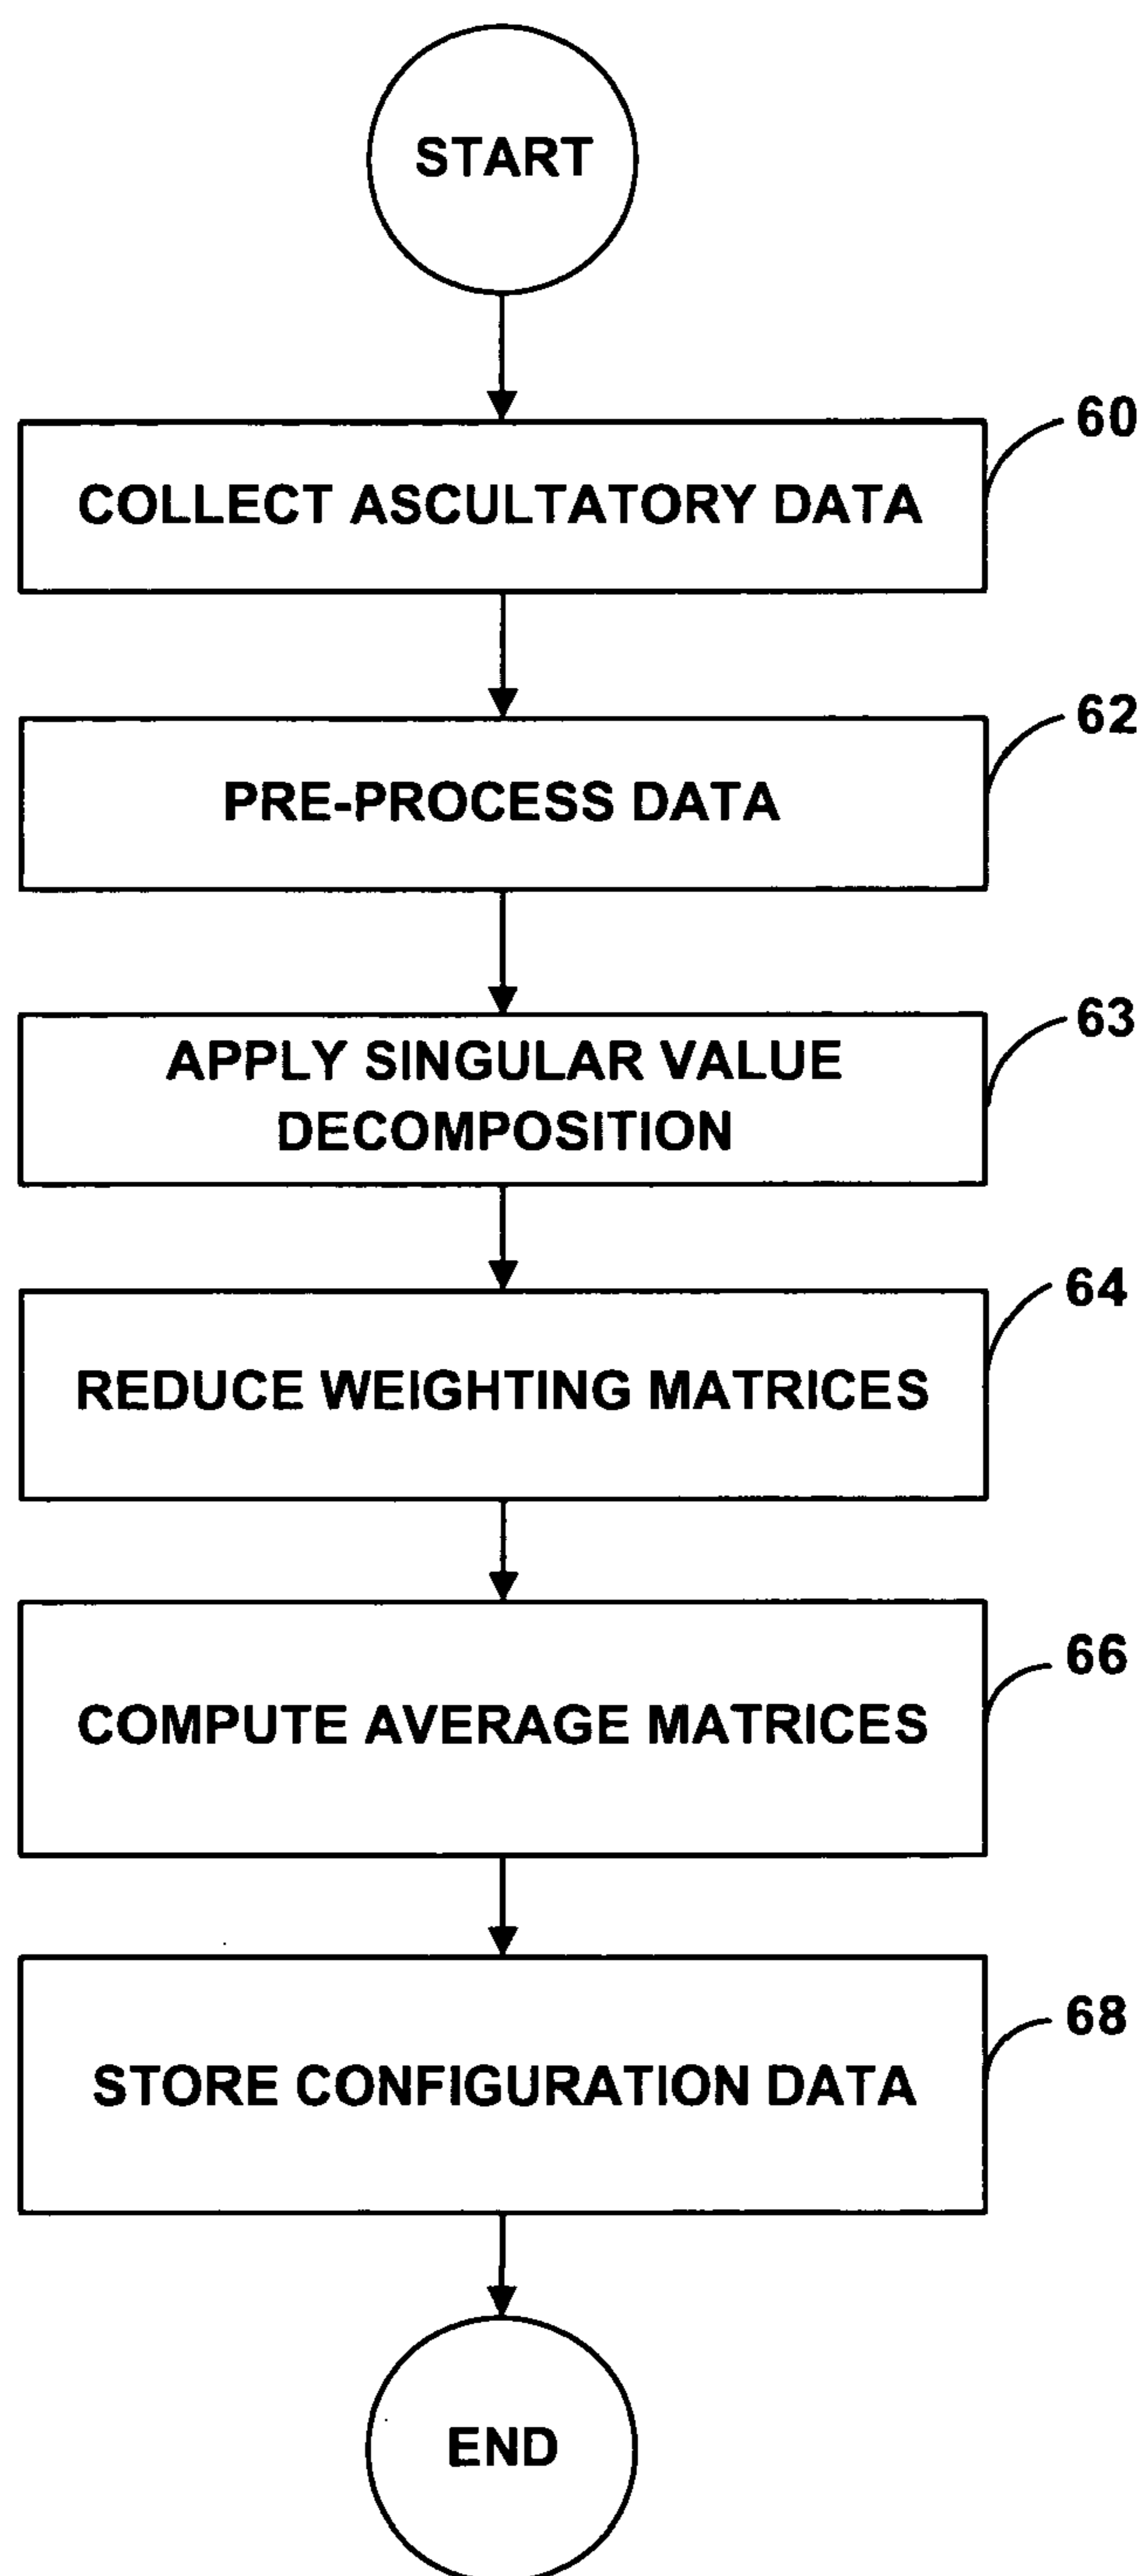 START
60
COLLECT ASCULTATORY DATA
62
PRE-PROCESS DATA
63
APPLY SINGULAR VALUE
DECOMPOSITION
64
REDUCE WEIGHTING MATRICES
66
COMPUTE AVERAGE MATRICES
68
STORE CONFIGURATION DATA
END